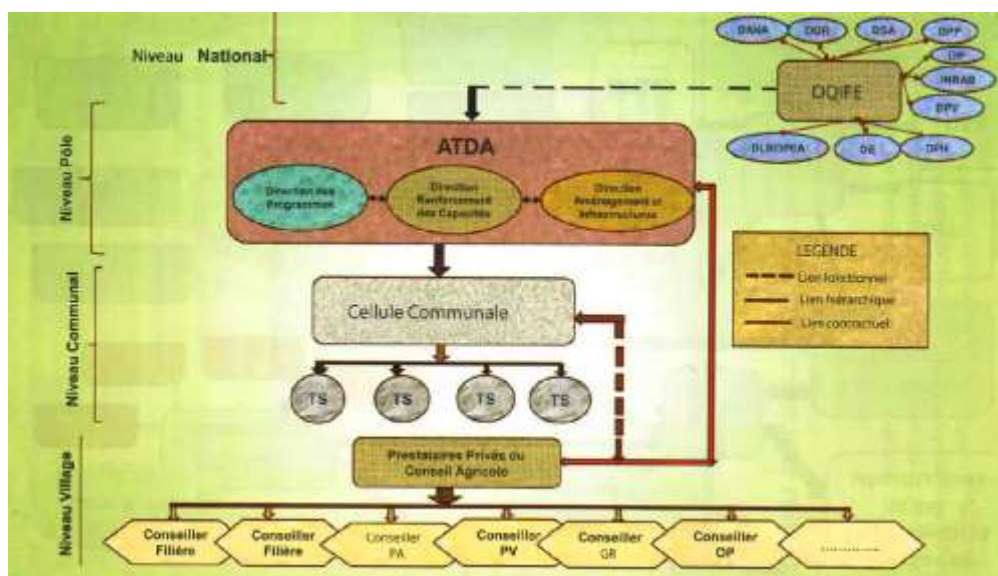 Niveau National
DANA
DGR
DSA
DPP
DIP
INRAB
DPV
DPH
DE
DLROPEA
DQIFE
Niveau Pôle
ATDA
Direction des
Programmes
Direction
Renforcement
des Capacités
Direction
Aménagement et
Infrastructures
LEGENDE
Lien fonctionnel
Lien hiérarchique
Lien contractuel
Niveau Communal
Cellule Communale
TS
TS
TS
TS
Niveau Village
Prestataires Privés du
Conseil Agricole
Conseiller
Filière
Conseiller
Filière
Conseiller
PA
Conseiller
PV
Conseiller
GR
Conseiller
OP
................